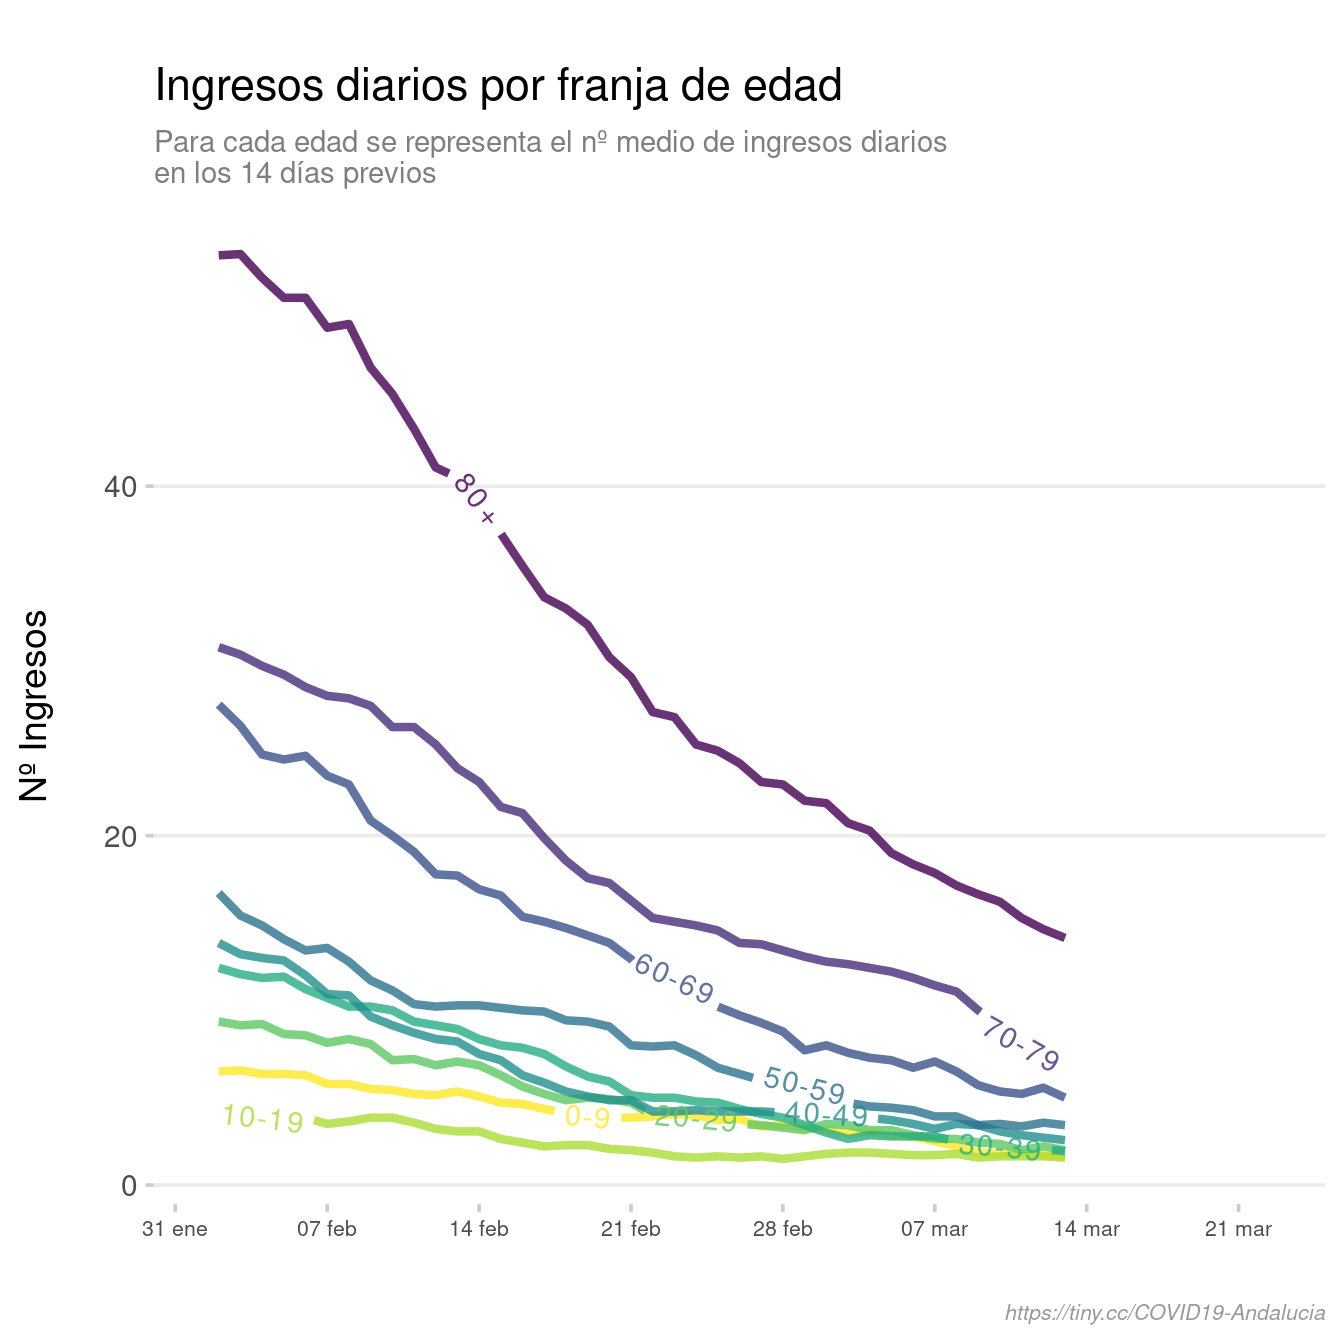 Ingresos diarios por franja de edad
Para cada edad se representa el nº medio de ingresos diarios
en los 14 días previos
Nº Ingresos
40
20
0
80+
60-69
70-79
50-59
40-49
10-19
0-9
20-29
30-39
31 ene
07 feb
14 feb
21 feb
28 feb
07 mar
14 mar
21 mar
https://tiny.cc/COVID19-Andalucia